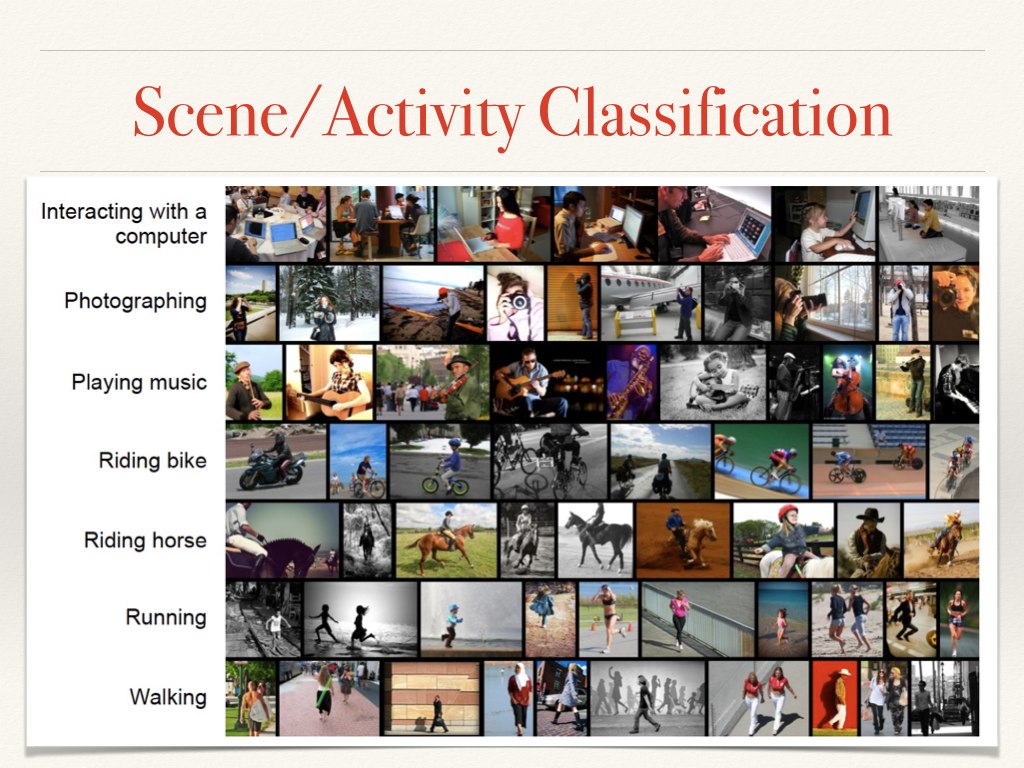 Scene/Activity Classification
Interacting with a
computer
Photographing
Playing music
Riding bike
Riding horse
Running
Walking